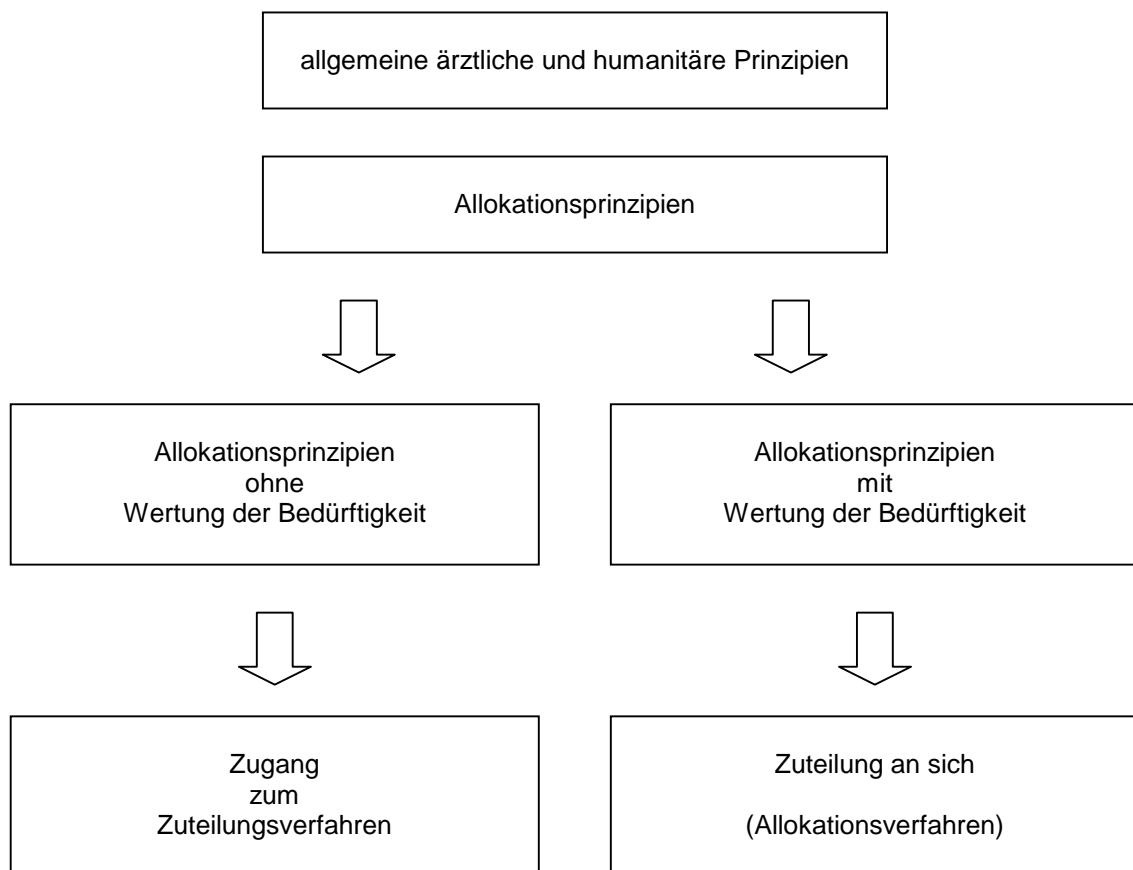 allgemeine ärztliche und humanitäre Prinzipien
Allokationsprinzipien
Allokationsprinzipien
ohne
Wertung der Bedürftigkeit
Allokationsprinzipien
mit
Wertung der Bedürftigkeit
Zugang
zum
Zuteilungsverfahren
Zuteilung an sich
(Allokationsverfahren)